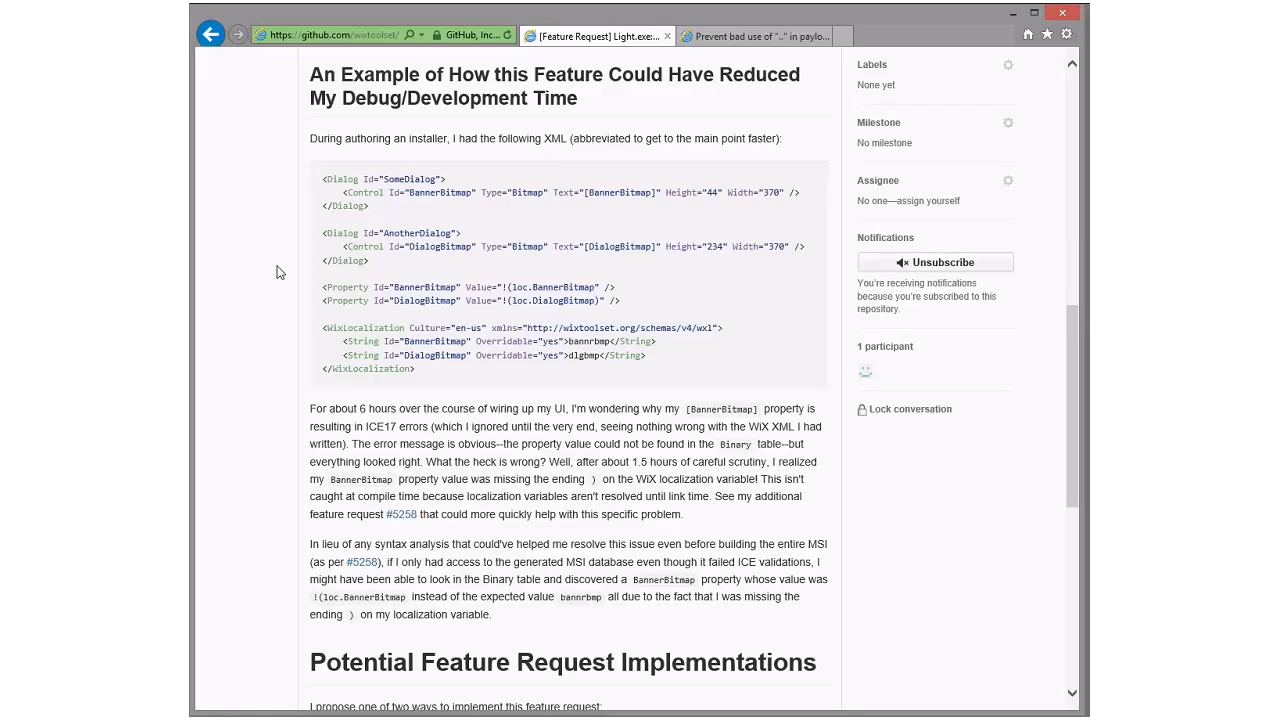 https://github.com/wixtoolset/
GitHub, Inc...
[Feature Request] Light.exe:...
Prevent bad use of ".." in paylo...
An Example of How this Feature Could Have Reduced
My Debug/Development Time
During authoring an installer, I had the following XML (abbreviated to get to the main point faster):
<Dialog Id="SomeDialog">
<Control Id="BannerBitmap" Type="Bitmap" Text="[BannerBitmap]" Height="44" Width="370" />
</Dialog>
<Dialog Id="AnotherDialog">
<Control Id="DialogBitmap" Type="Bitmap" Text="[DialogBitmap]" Height="234" Width="370" />
</Dialog>
<Property Id="BannerBitmap" Value="!(loc.BannerBitmap" />
<Property Id="DialogBitmap" Value="!(loc.DialogBitmap)" />
<WixLocalization Culture="en-us" xmlns="http://wixtoolset.org/schemas/v4/wxl">
<String Id="BannerBitmap" Overridable="yes">bannrbmp</String>
<String Id="DialogBitmap" Overridable="yes">dlgbmp</String>
</WixLocalization>
For about 6 hours over the course of wiring up my UI, I'm wondering why my [BannerBitmap] property is
resulting in ICE17 errors (which I ignored until the very end, seeing nothing wrong with the WiX XML I had
written). The error message is obvious--the property value could not be found in the Binary table--but
everything looked right. What the heck is wrong? Well, after about 1.5 hours of careful scrutiny, I realized
my BannerBitmap property value was missing the ending ) on the WiX localization variable! This isn't
caught at compile time because localization variables aren't resolved until link time. See my additional
feature request #5258 that could more quickly help with this specific problem.
In lieu of any syntax analysis that could've helped me resolve this issue even before building the entire MSI
(as per #5258), if I only had access to the generated MSI database even though it failed ICE validations, I
might have been able to look in the Binary table and discovered a BannerBitmap property whose value was
!(loc.BannerBitmap instead of the expected value bannrbmp all due to the fact that I was missing the
ending ) on my localization variable.
Potential Feature Request Implementations
I propose one of two ways to implement this feature request:
Labels
None yet
Milestone
No milestone
Assignee
No one—assign yourself
Notifications
Unsubscribe
You're receiving notifications
because you're subscribed to this
repository.
1 participant
Lock conversation